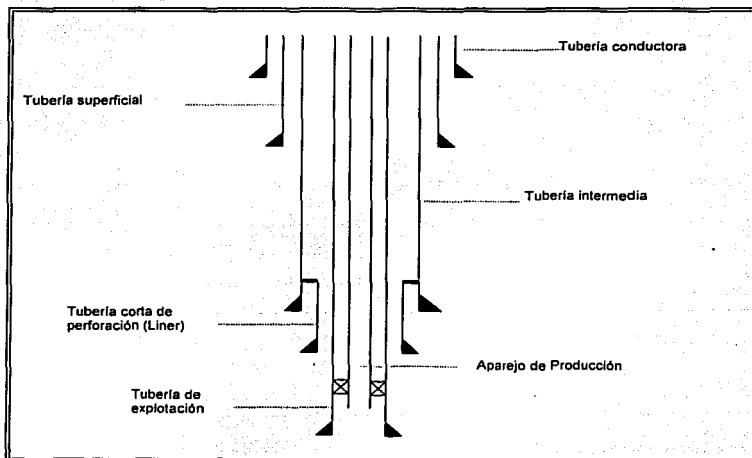 Tubería conductora
Tubería superficial
Tubería intermedia
Tubería corta de
perforación (Liner)
Aparejo de Producción
Tubería de
explotación